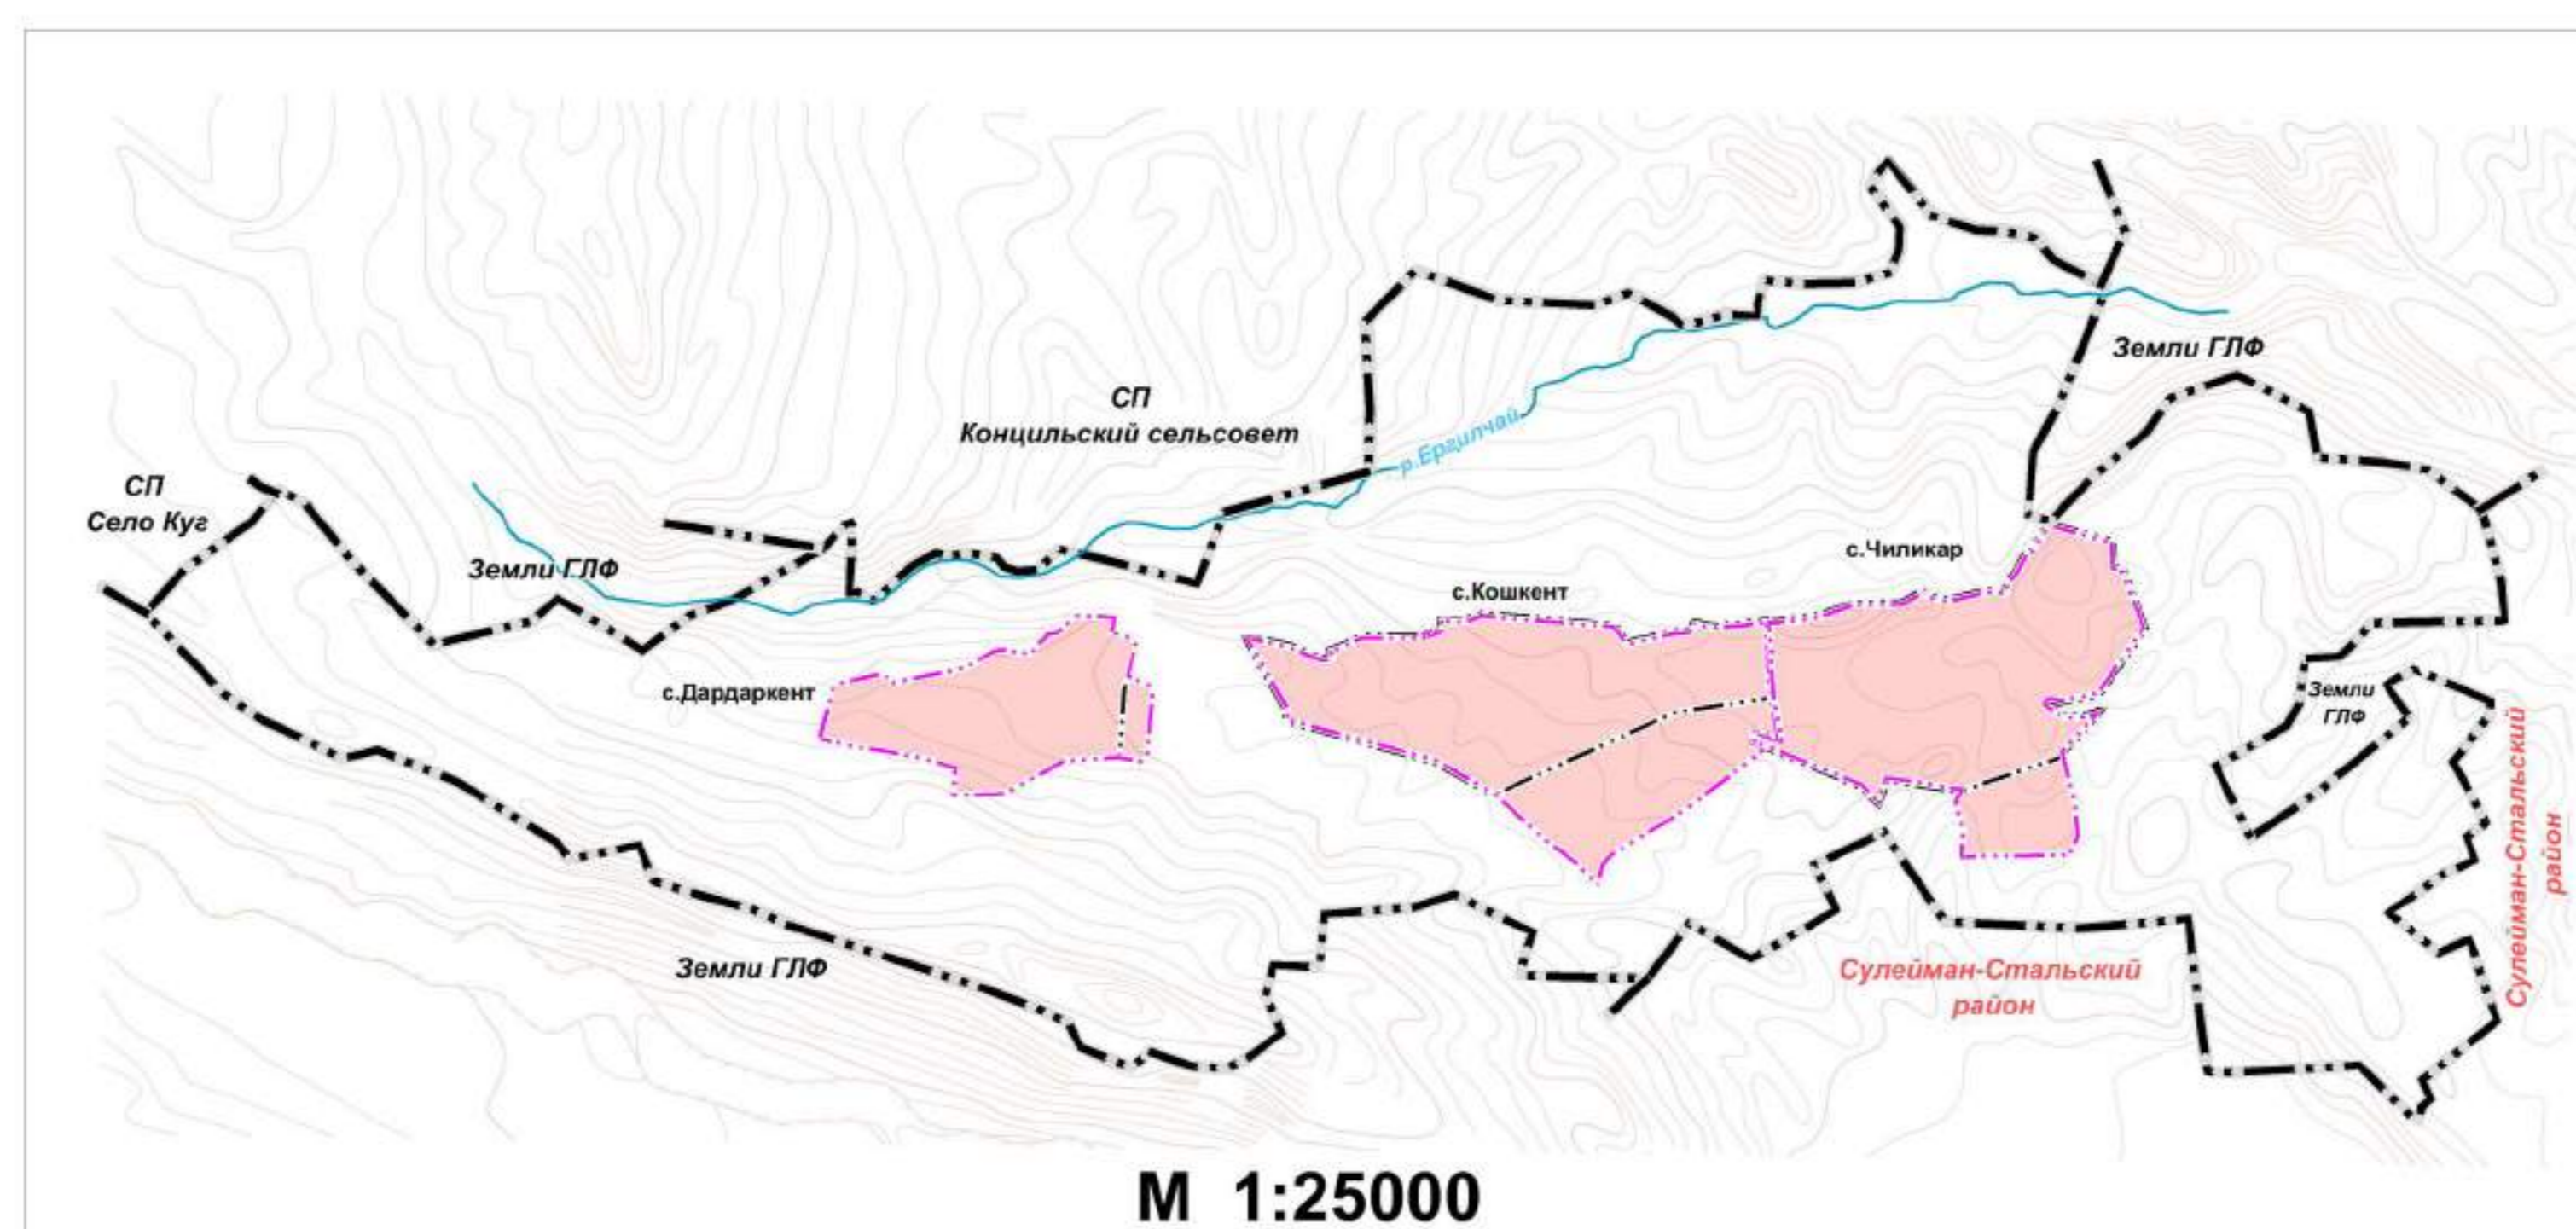 Земли ГЛФ
СП
Концильский сельсовет
р.Ергилчай
СП
Село Куг
Земли ГЛФ
с.Чиликар
с.Кошкент
с.Дардаркент
Земли
ГЛФ
Сулейман-Стальский
район
Земли ГЛФ
Сулейман-Стальский
район
М 1:25000